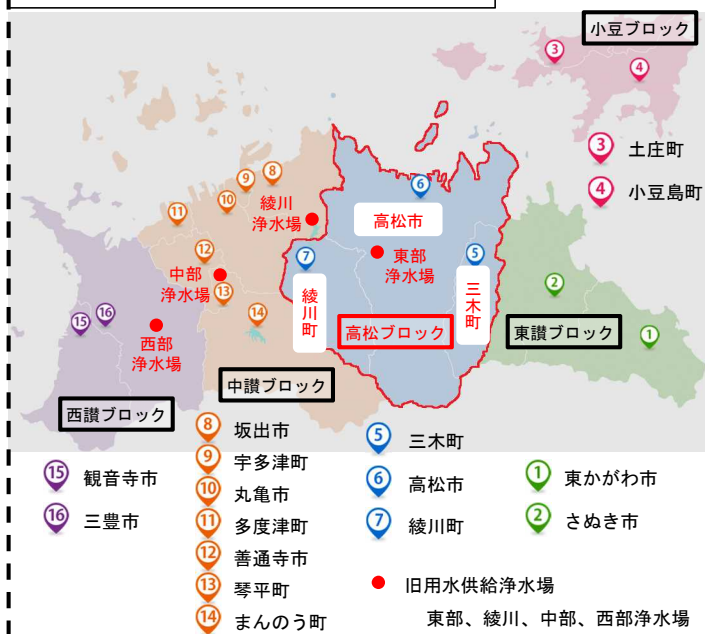 小豆ブロック
3
4
3 土庄町
4 小豆島町
9
8
10
11
綾川
浄水場
6
高松市
12
7
東部
浄水場
5
中部
浄水場
13
2
綾川町
三木町
15
16
14
高松ブロック
東讃ブロック
1
西部
浄水場
中讃ブロック
西讃ブロック
15 観音寺市
16 三豊市
8 坂出市
9 宇多津町
10 丸亀市
11 多度津町
12 善通寺市
13 琴平町
14 まんのう町
5 三木町
6 高松市
7 綾川町
1 東かがわ市
2 さぬき市
旧用水供給浄水場
東部、綾川、中部、西部浄水場